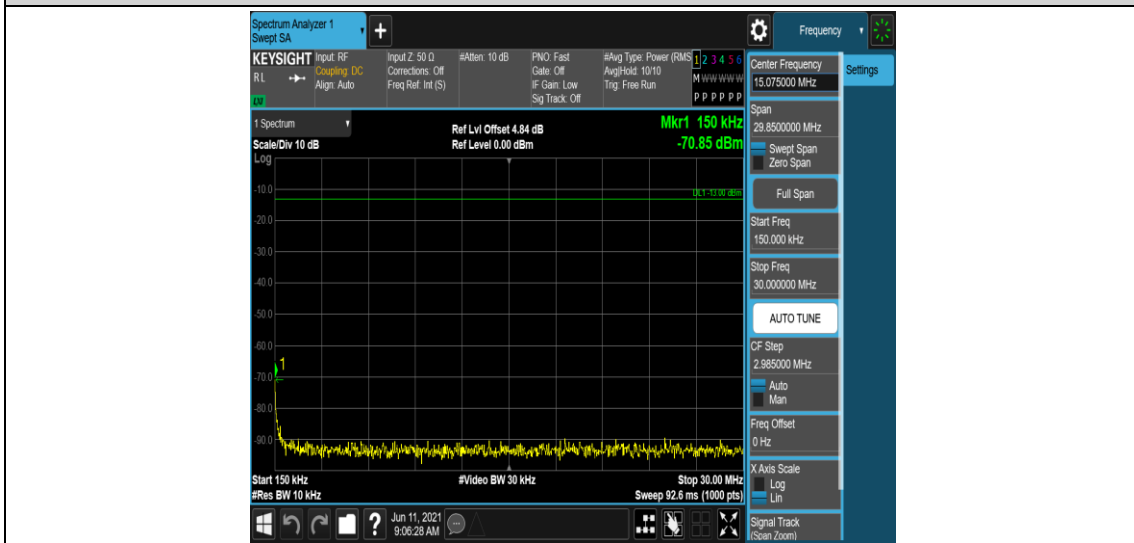 Spectrum Analyzer 1
Swept SA
Frequency
KEYSIGHT
RL
LXI
Input: RF
Coupling: DC
Align: Auto
Input Z: 50 Ω
Corrections: Off
Freq Ref: Int (S)
#Atten: 10 dB
PNO: Fast
Gate: Off
IF Gain: Low
Sig Track: Off
#Avg Type: Power (RMS
Avg|Hold: 10/10
Trig: Free Run
1 2 3 4 5 6
M W W W W W
P P P P P P
Center Frequency
15.075000 MHz
Settings
1 Spectrum
Scale/Div 10 dB
Ref Lvl Offset 4.84 dB
Ref Level 0.00 dBm
Mkr1 150 kHz
-70.85 dBm
Log
-10.0
DL1 -13.00 dBm
-20.0
-30.0
-40.0
-50.0
-60.0
1
-70.0
-80.0
-90.0
Start 150 kHz
#Res BW 10 kHz
#Video BW 30 kHz
Stop 30.00 MHz
Sweep 92.6 ms (1000 pts)
Span
29.8500000 MHz
Swept Span
Zero Span
Full Span
Start Freq
150.000 kHz
Stop Freq
30.000000 MHz
AUTO TUNE
CF Step
2.985000 MHz
Auto
Man
Freq Offset
0 Hz
X Axis Scale
Log
Lin
Signal Track
(Span Zoom)
?
Jun 11, 2021
9:06:28 AM